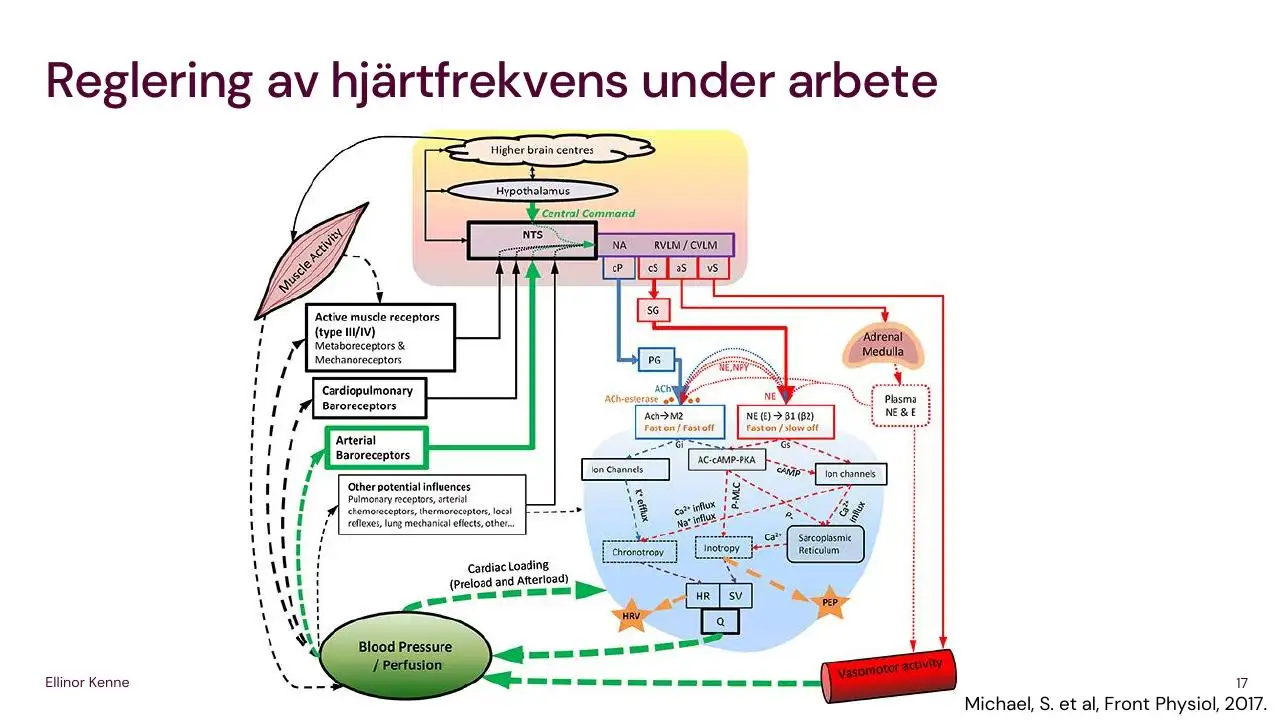 Reglering av hjärtfrekvens under arbete
Higher brain centres
Hypothalamus
Central Command
NTS
NA
RVLM / CVLM
cP
cS
aS
vS
Muscle Activity
SG
Active muscle receptors
(type III/IV)
Metaboreceptors &
Mechanoreceptors
Adrenal
Medulla
PG
NE,NPY
Cardiopulmonary
Baroreceptors
ACh
ACh-esterase
NE
Plasma
NE & E
Ach→M2
Fast on / Fast off
NE (E) → β1 (β2)
Fast on / slow off
Arterial
Baroreceptors
Gi
Gs
Ion Channels
AC-cAMP-PKA
cAMP
Ion channels
Other potential influences
Pulmonary receptors, arterial
chemoreceptors, thermoreceptors, local
reflexes, lung mechanical effects, other...
K⁺ efflux
Ca²⁺ influx
Na⁺ influx
P-MLC
P-
Ca²⁺
influx
Chronotropy
Inotropy
Ca²⁺
Sarcoplasmic
Reticulum
Cardiac Loading
(Preload and Afterload)
HR
SV
HRV
PEP
Q
Blood Pressure
/ Perfusion
Vasomotor activity
Ellinor Kenne
17
Michael, S. et al, Front Physiol, 2017.